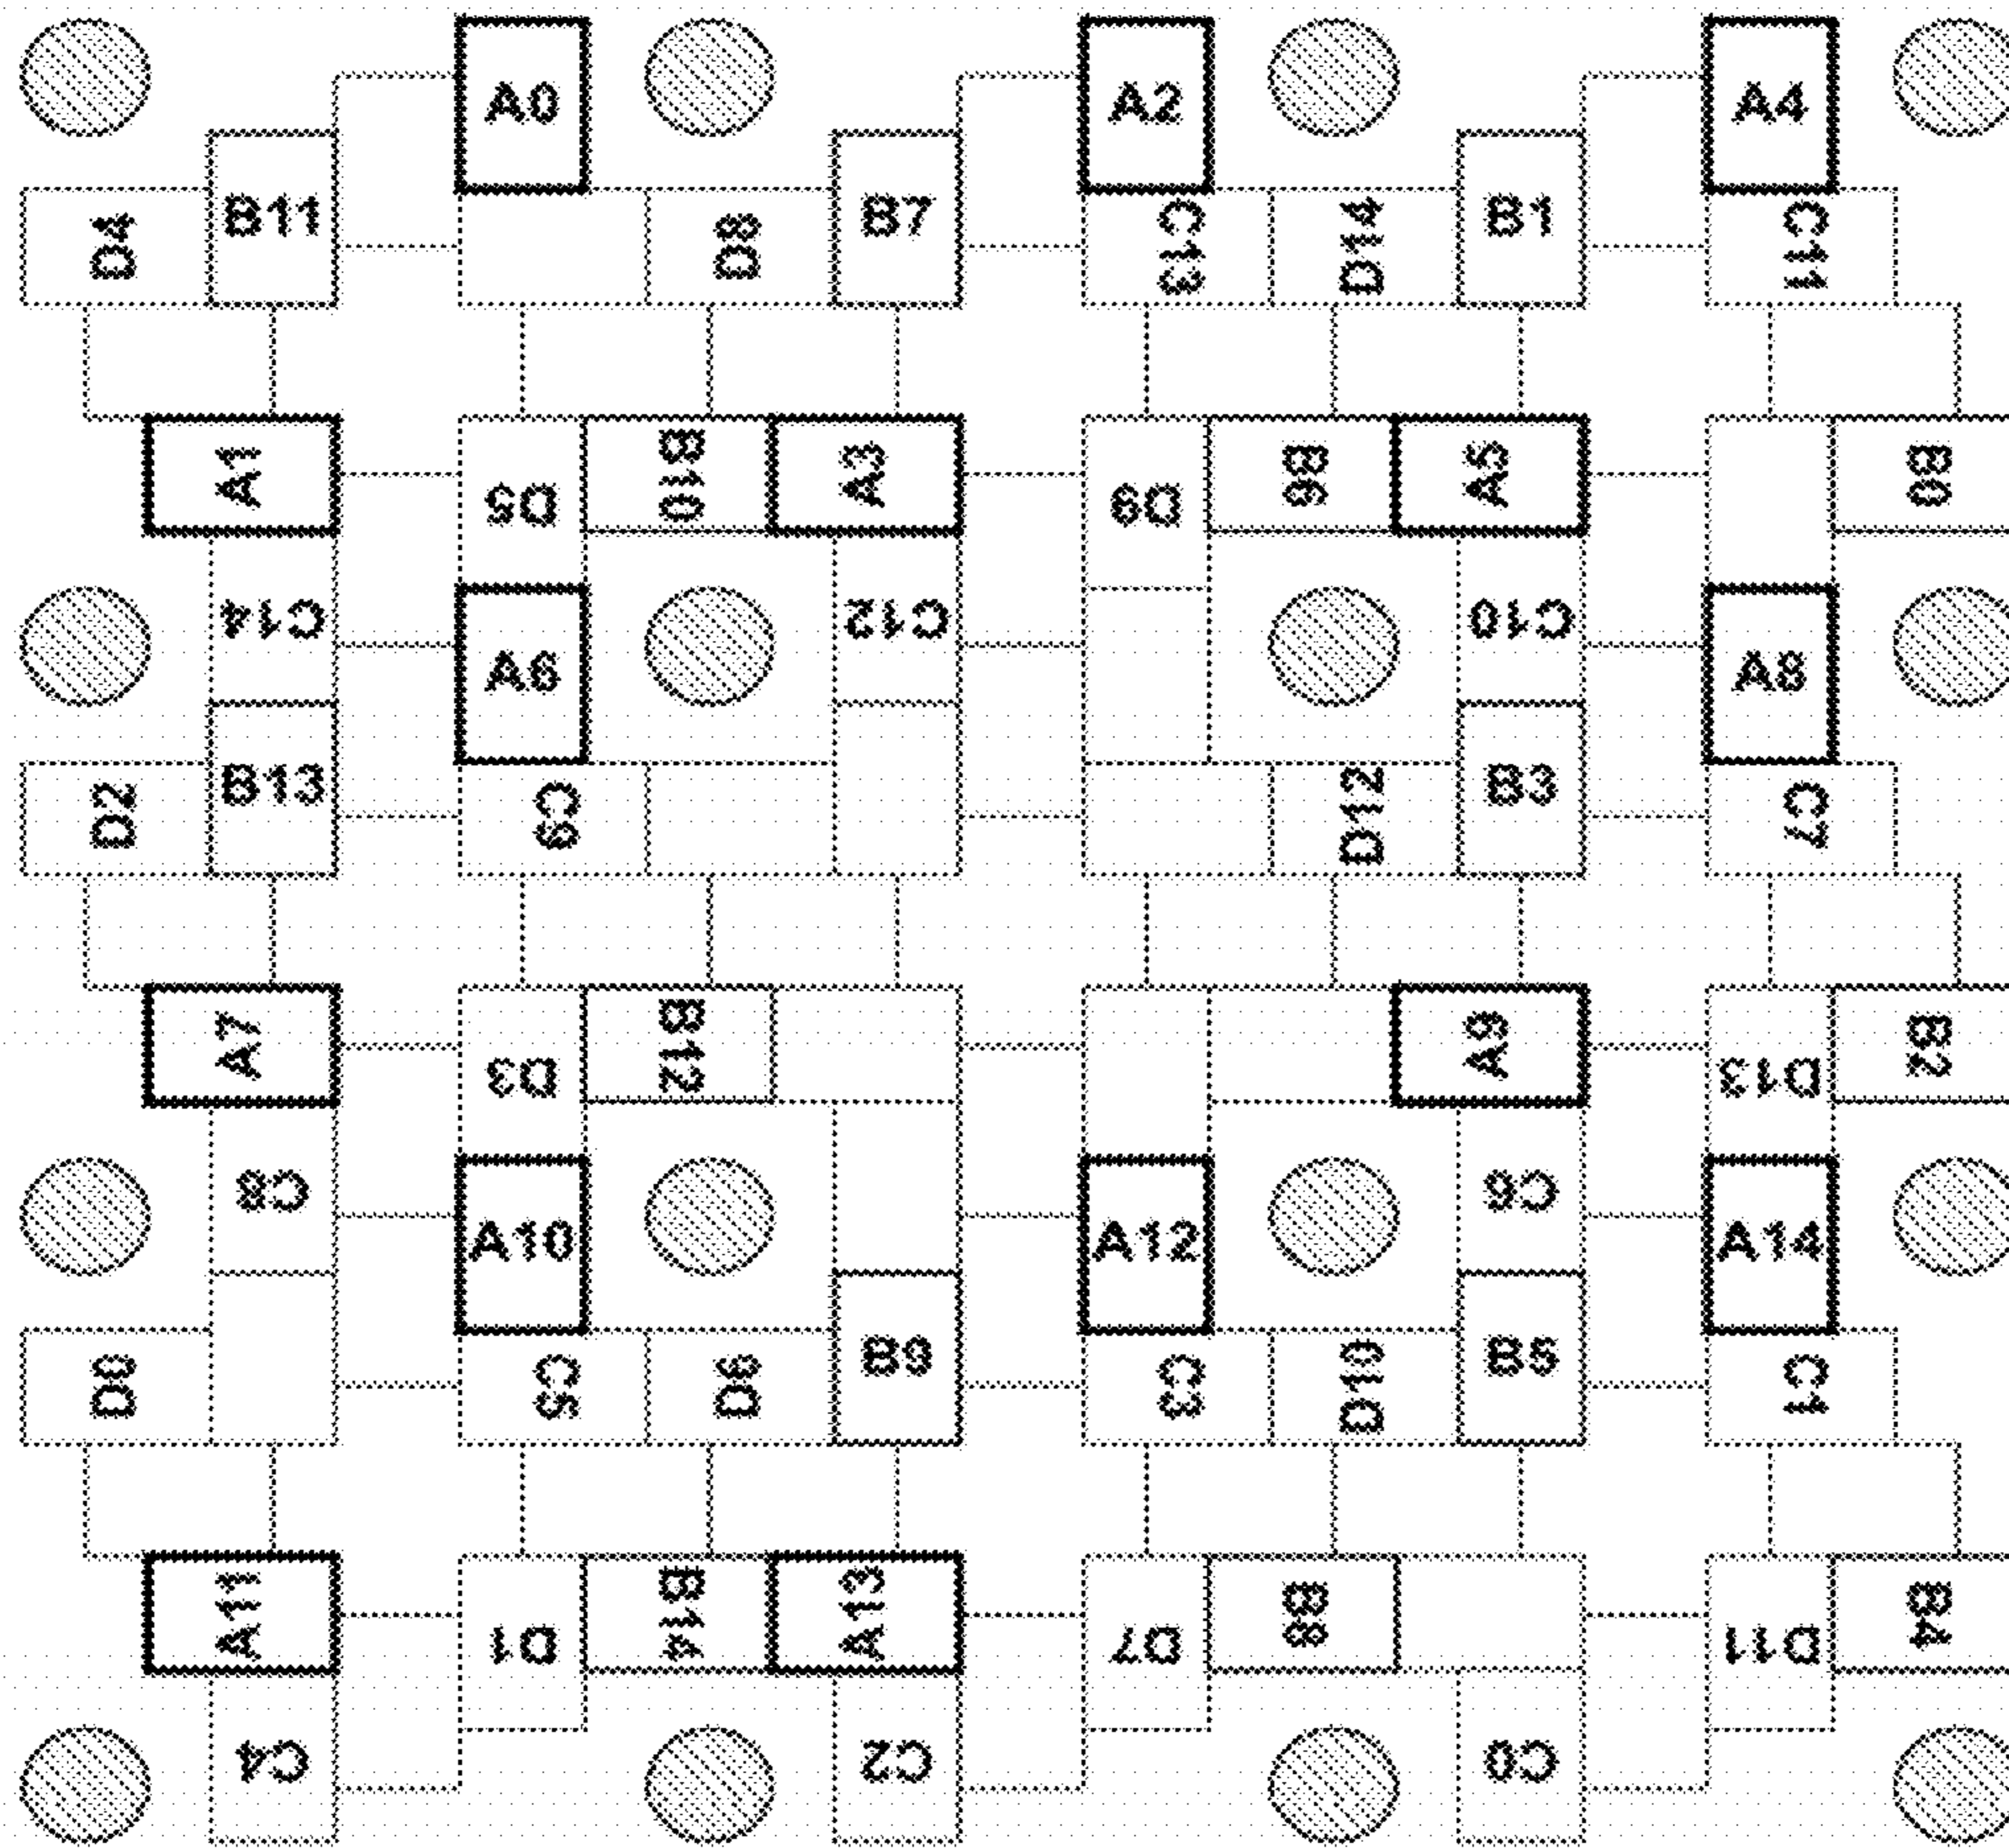 A0 A2 A4
B11 B7 B1
D4 D8 C13 D14 C11
A1 D5 B10 A3 D9 B6 A5 B0
C14 C12 C10
A6 A8
D2 B13 C9 D12 B3 C7
A7 D3 B12 A9 D13 B2
C8 C6
A10 A12 A14
D0 C5 D6 B9 C3 D10 B5 C1
A11 D1 B14 A13 D7 B8 D11 B4
C4 C2 C0